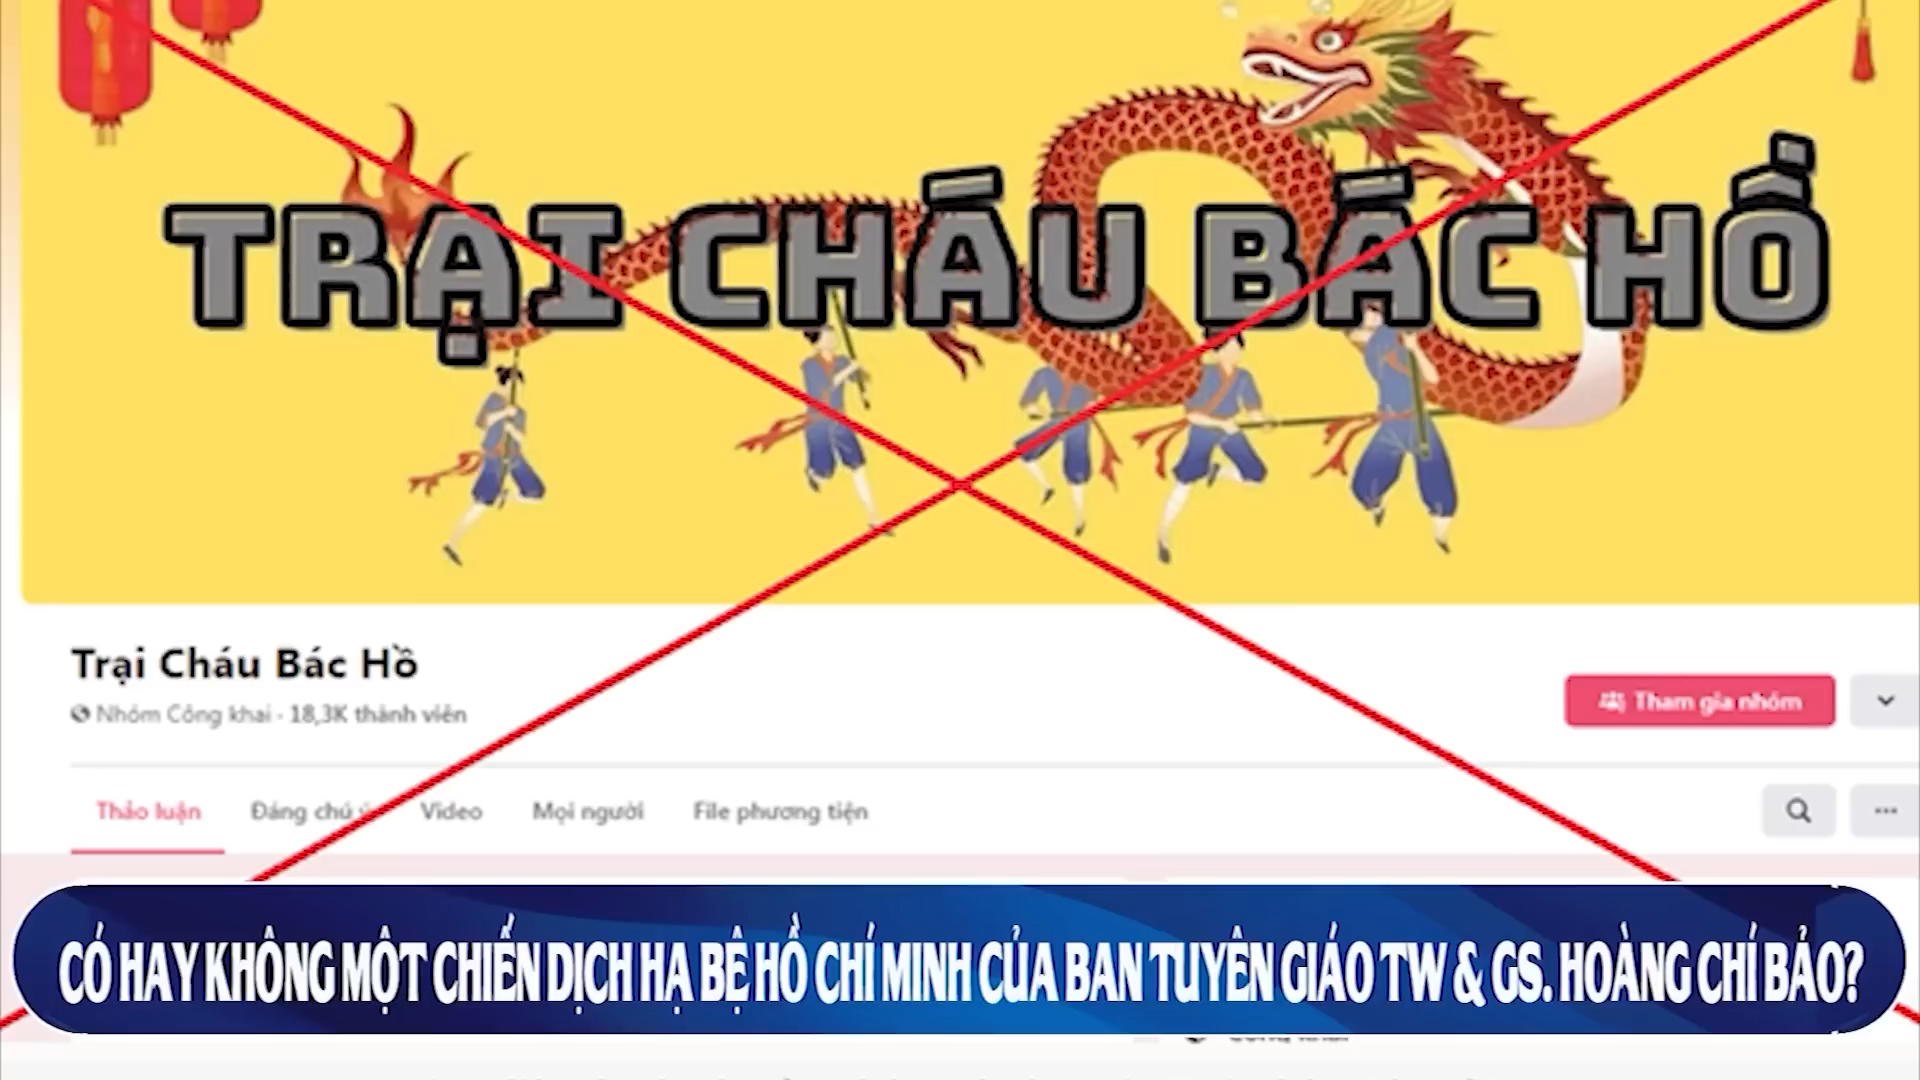 TRẠI CHÁU BÁC HỒ
Trại Cháu Bác Hồ
Nhóm Công khai · 18,3K thành viên
Tham gia nhóm
Thảo luận Đáng chú ý Video Mọi người File phương tiện
CÓ HAY KHÔNG MỘT CHIẾN DỊCH HẠ BỆ HỒ CHÍ MINH CỦA BAN TUYÊN GIÁO TW & GS. HOÀNG CHÍ BẢO?